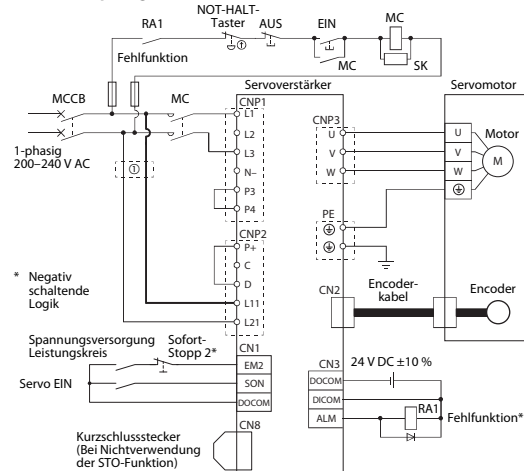 NOT-HALT-
Taster
AUS
EIN
MC
RA1
①
Fehlfunktion
MC
SK
Servoverstärker
Servomotor
MCCB
MC
CNP1
L1
L2
L3
N–
P3
P4
1-phasig
200–240 V AC
①
CNP3
U
V
W
U
V
W
Motor
M
PE
CNP2
P+
C
D
L11
L21
* Negativ
schaltende
Logik
CN2
Encoder-
kabel
Encoder
Spannungsversorgung
Leistungskreis
Sofort-
Stopp 2*
Servo EIN
CN1
EM2
SON
DOCOM
CN3
24 V DC ±10 %
DOCOM
DICOM
ALM
RA1
Fehlfunktion*
CN8
Kurzschlussstecker
(Bei Nichtverwendung
der STO-Funktion)